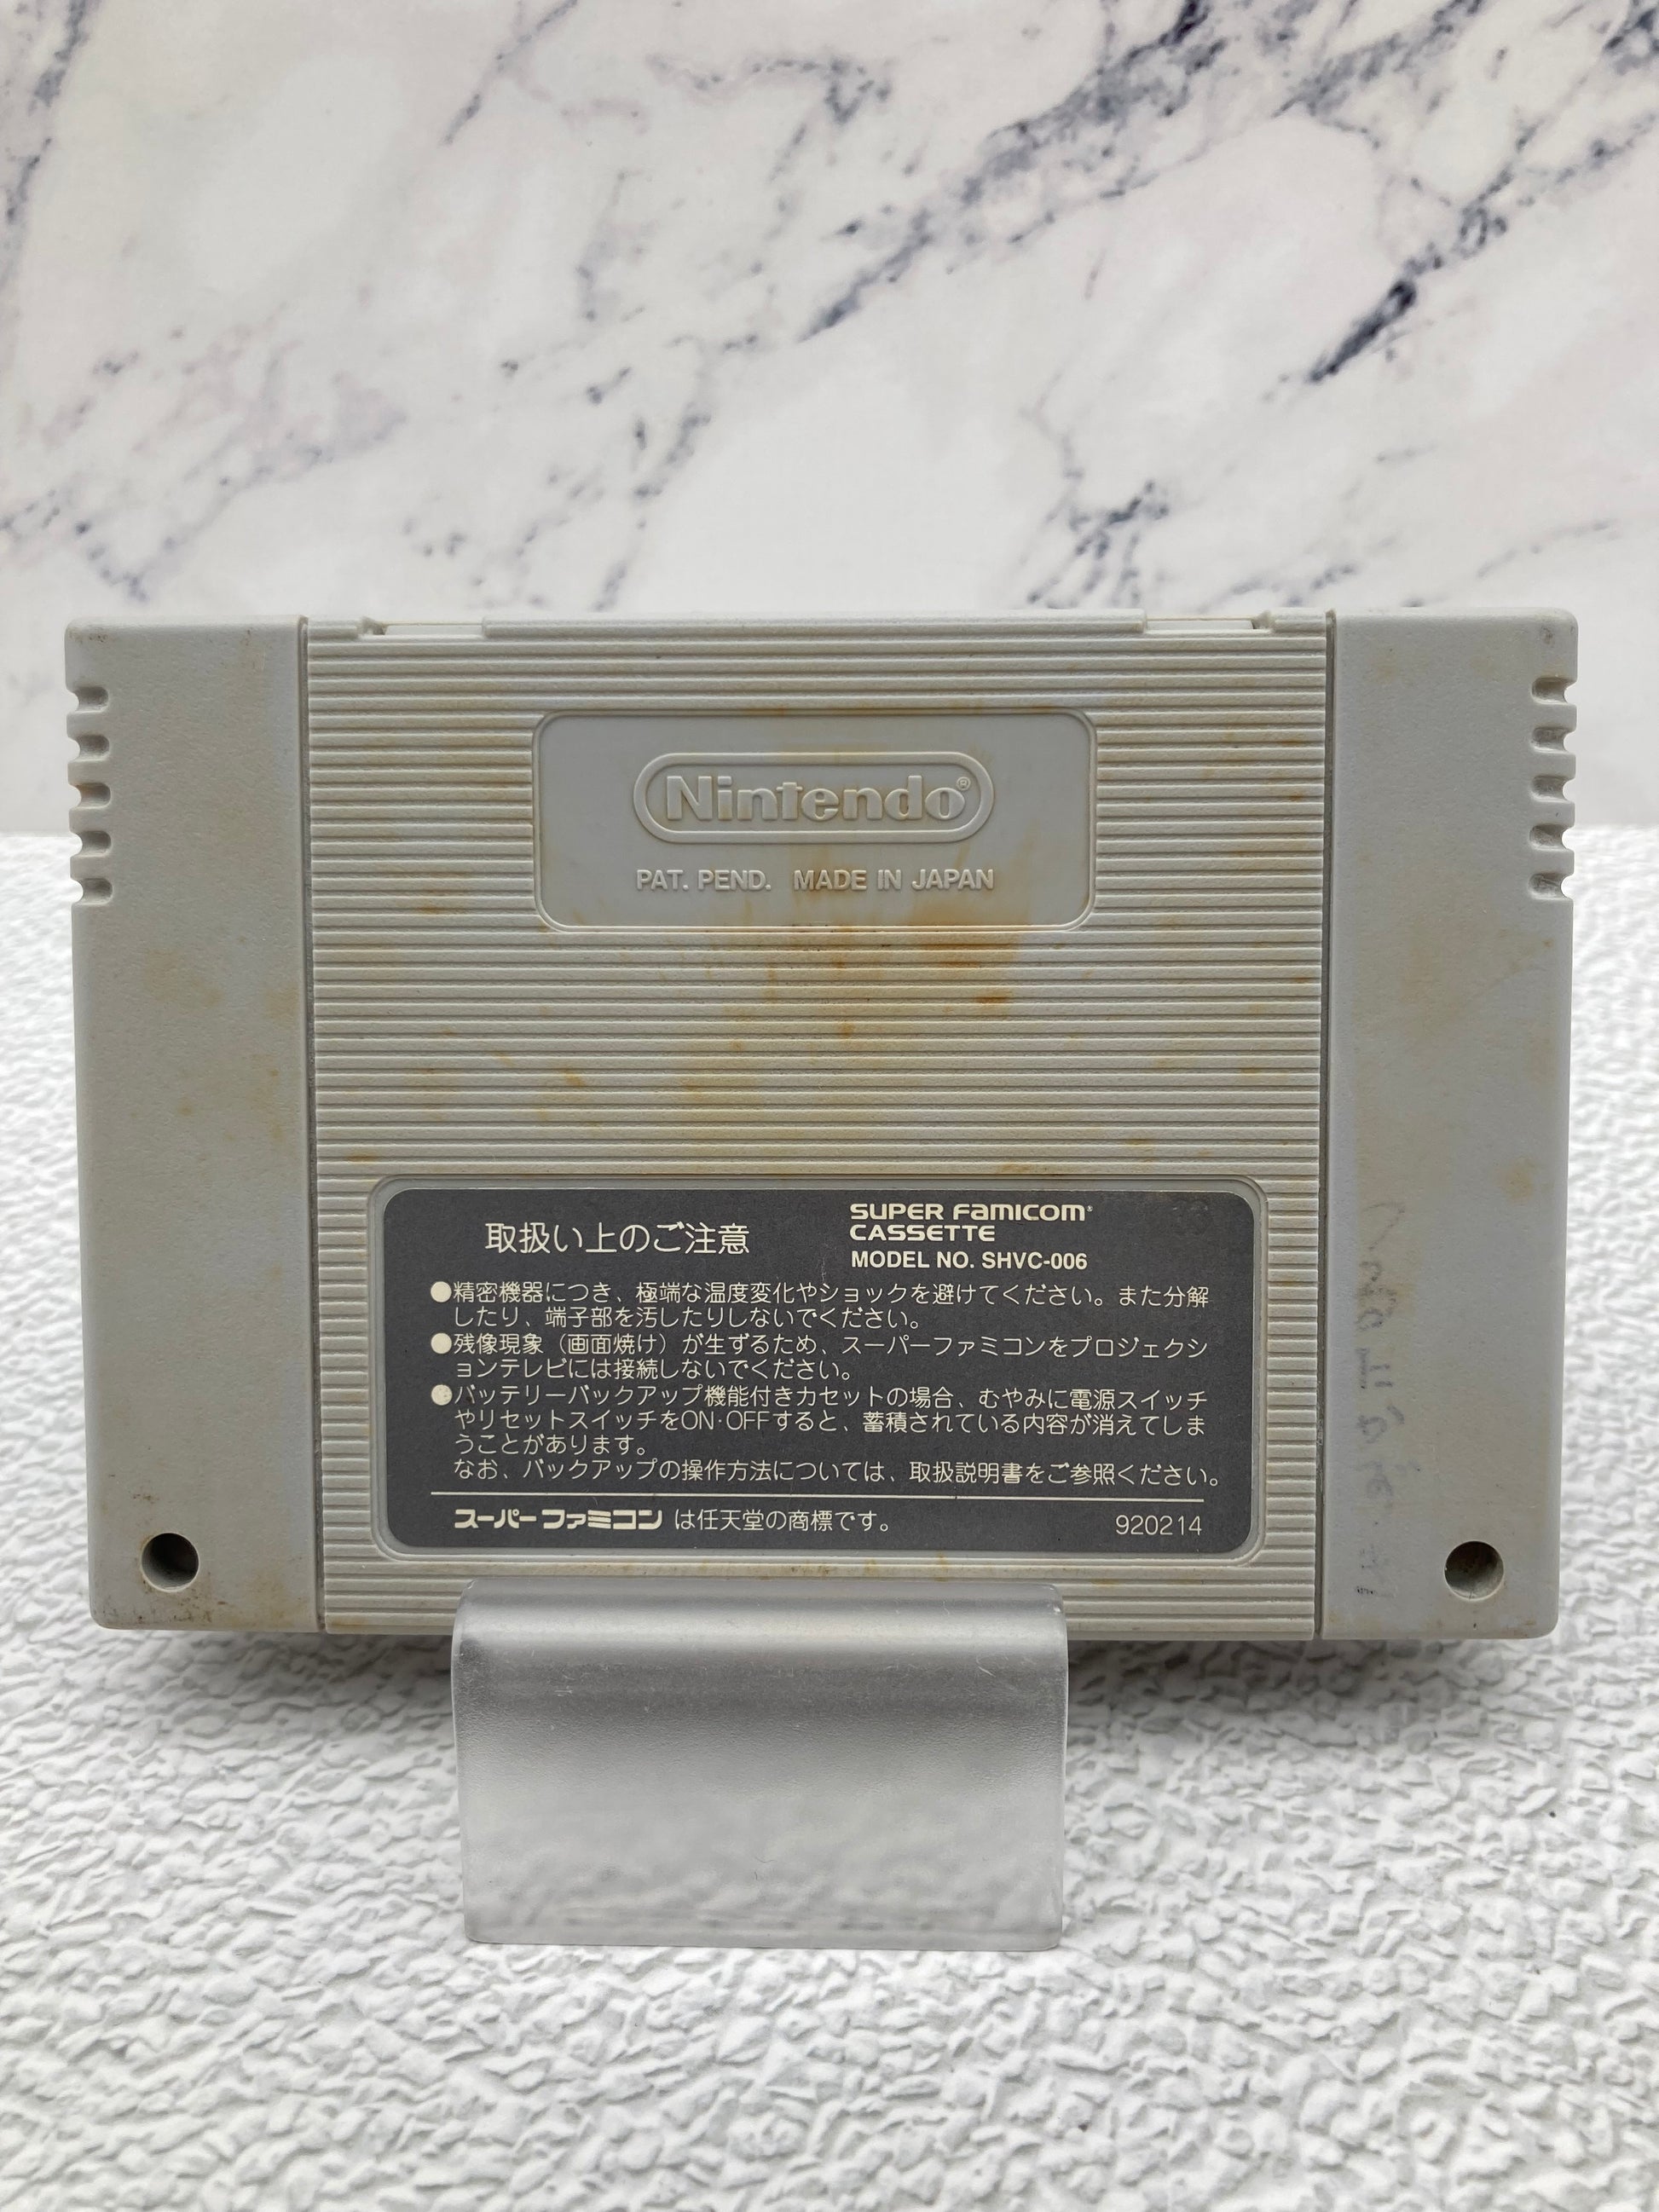 Nintendo®
PAT. PEND. MADE IN JAPAN
取扱い上のご注意
SUPER FAMICOM®
CASSETTE
MODEL NO. SHVC-006
●精密機器につき、極端な温度変化やショックを避けてください。また分解
したり、端子部を汚したりしないでください。
●残像現象（画面焼け）が生ずるため、スーパーファミコンをプロジェクシ
ョンテレビには接続しないでください。
●バッテリーバックアップ機能付きカセットの場合、むやみに電源スイッチ
やリセットスイッチをON·OFFすると、蓄積されている内容が消えてしま
うことがあります。
なお、バックアップの操作方法については、取扱説明書をご参照ください。
スーパーファミコン は任天堂の商標です。
920214